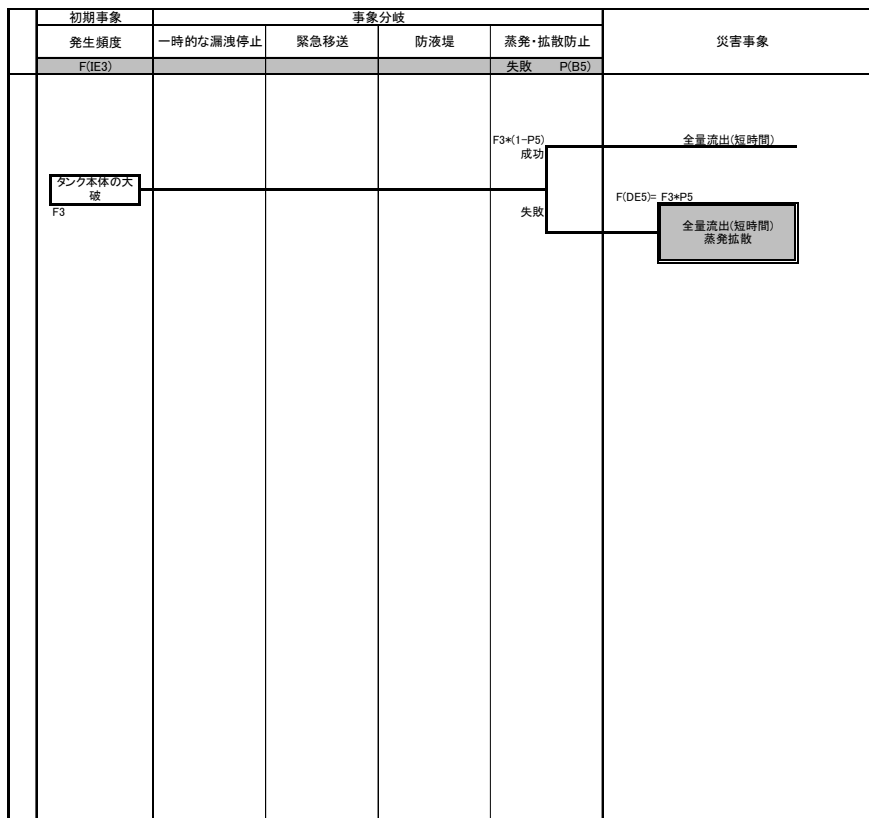 初期事象
事象分岐
発生頻度
一時的な漏洩停止
緊急移送
防液堤
蒸発・拡散防止
災害事象
F(IE3)
失敗 P(B5)
F3*(1-P5)
成功
全量流出(短時間)
タンク本体の大
破
F3
失敗
F(DE5)= F3*P5
全量流出(短時間)
蒸発拡散